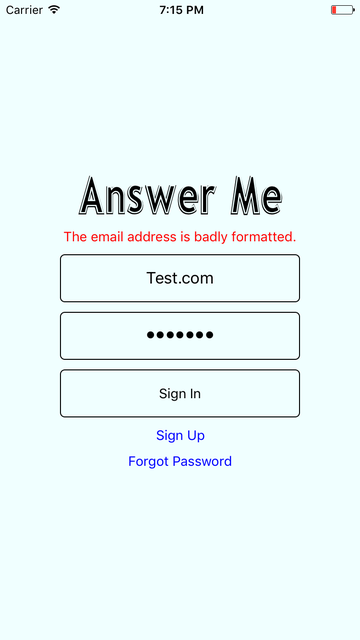 Carrier 7:15 PM
Answer Me
The email address is badly formatted.
Test.com
•••••••
Sign In
Sign Up
Forgot Password